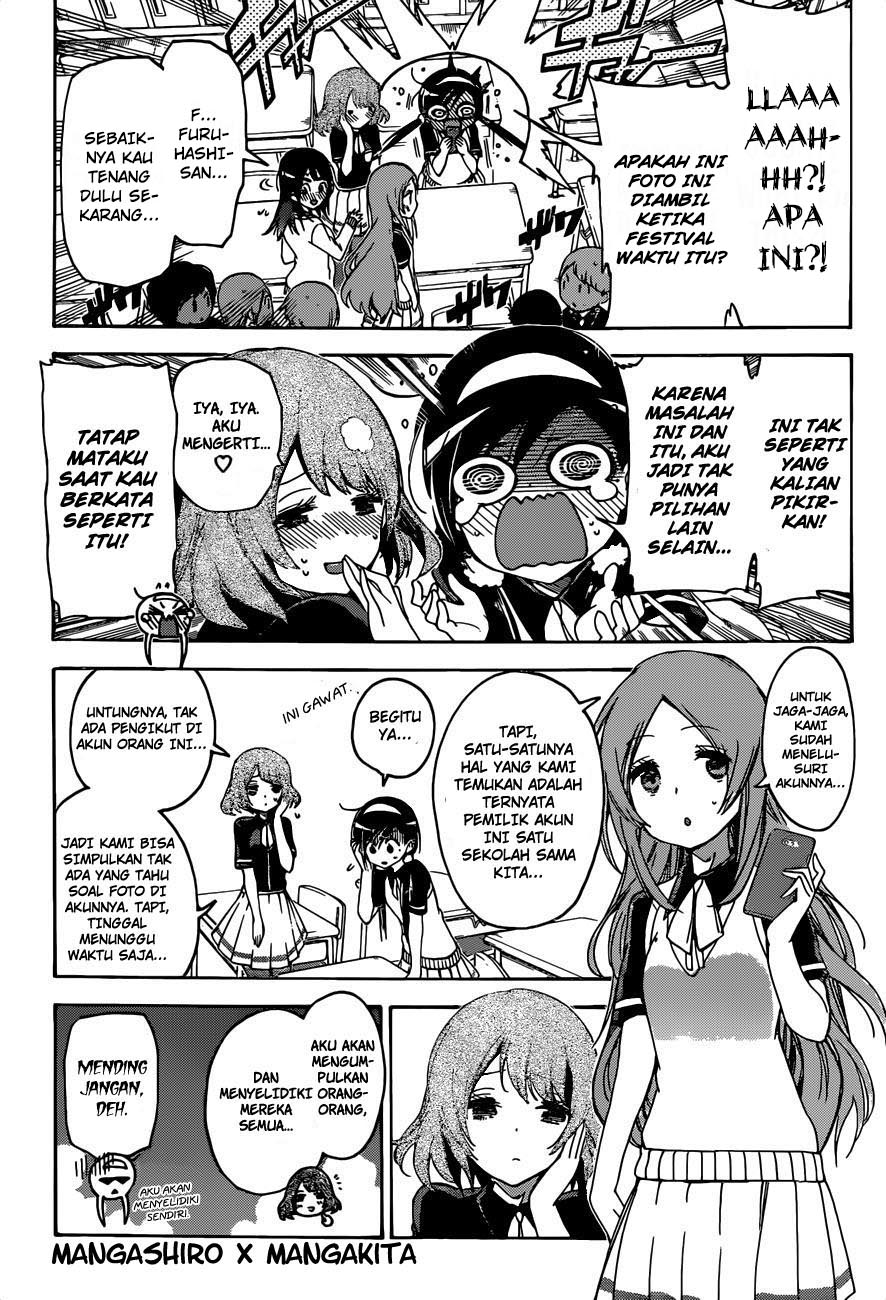 LLAAA
AAAH-
HH?!
APA
INI?!
APAKAH INI
FOTO INI
DIAMBIL
KETIKA
FESTIVAL
WAKTU ITU?
F...
FURU-
HASHI-
SAN...
SEBAIK-
NYA KAU
TENANG
DULU SE-
KARANG...
INI TAK
SEPERTI
YANG
KALIAN
PIKIR-
KAN!
KARENA
MASALAH
INI DAN
ITU, AKU
JADI TAK
PUNYA
PILIHAN
LAIN
SELAIN...
IYA, IYA.
AKU
MENGERTI...
♡
TATAP
MATAKU
SAAT KAU
BERKATA
SEPERTI
ITU!
UNTUK
JAGA-JAGA,
KAMI
SUDAH
MENELU-
SURI
AKUNNYA...
TAPI,
SATU-SATUNYA
HAL YANG KAMI
TEMUKAN ADALAH
TERNYATA
PEMILIK AKUN
INI SATU
SEKOLAH SAMA
KITA...
BEGITU
YA...
INI GAWAT..
UNTUNGNYA, TAK
ADA PENGIKUT DI
AKUN ORANG INI...
JADI KAMI BISA
SIMPULKAN TAK
ADA YANG TAHU
SOAL FOTO DI
AKUNNYA. TAPI,
TINGGAL
MENUNGGU
WAKTU SAJA...
AKU AKAN
MENGUM-
PULKAN
ORANG-
ORANG,
DAN
MENYELIDIKI
MEREKA
SEMUA...
MENDING
JANGAN,
DEH.
AKU AKAN
MENYELIDIKI
SENDIRI.
MANGASHIRO X MANGAKITA